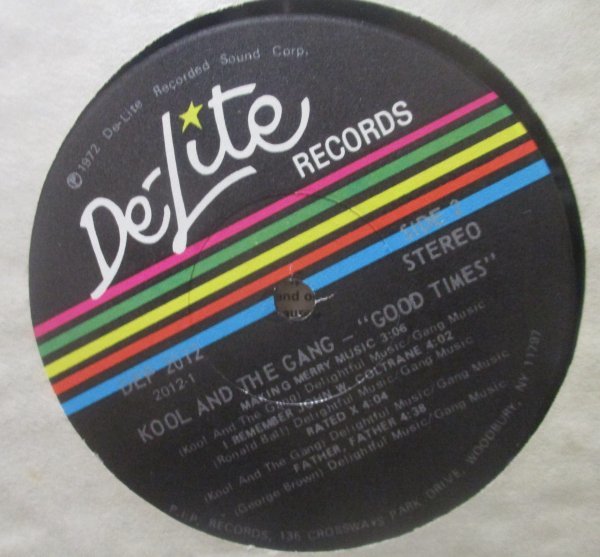 ℗ 1972 De-Lite Recorded Sound Corp.
De-Lite
RECORDS
SIDE 2
STEREO
DEP 2012
2012-1
KOOL AND THE GANG — "GOOD TIMES"
MAKING MERRY MUSIC 3:06
(Kool And The Gang) Delightful Music/Gang Music
I REMEMBER JOHN W. COLTRANE 4:02
(Ronald Bell) Delightful Music/Gang Music
RATED X 4:04
(Kool And The Gang) Delightful Music/Gang Music
FATHER, FATHER 4:38
(George Brown) Delightful Music/Gang Music
P.I.P. RECORDS, 136 CROSSWAYS PARK DRIVE, WOODBURY, NY 11797